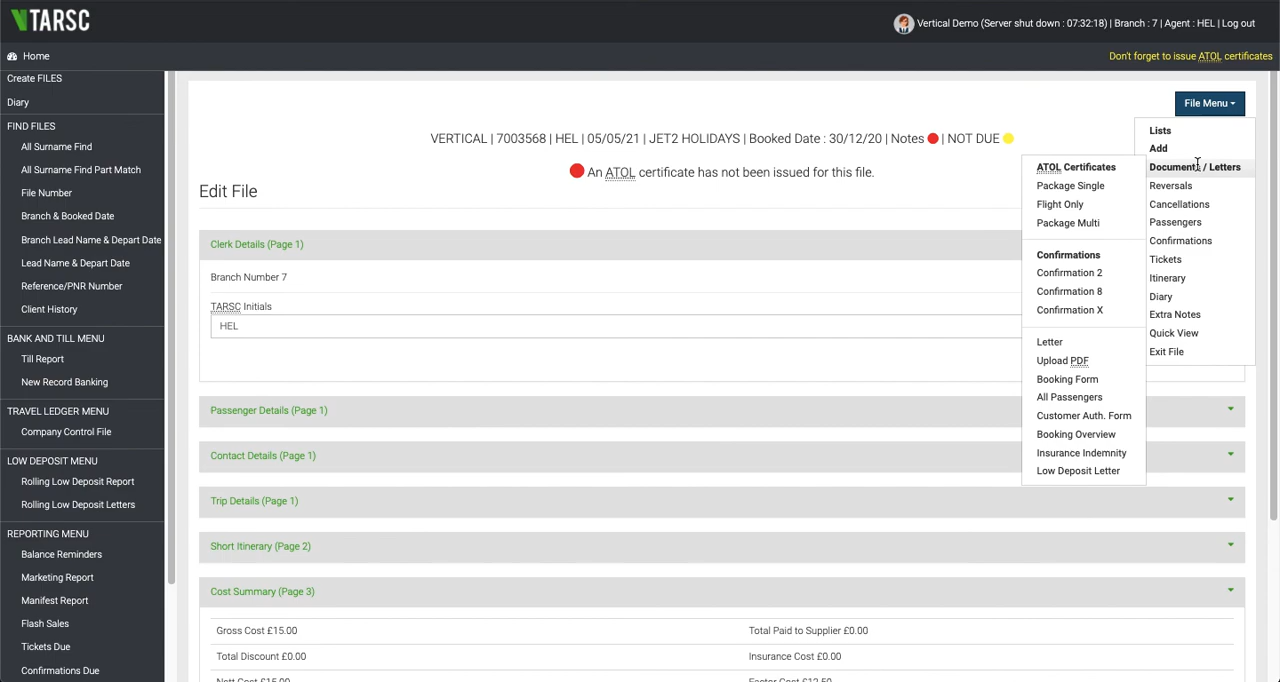 TARSC
Vertical Demo (Server shut down : 07:32:18) | Branch : 7 | Agent : HEL | Log out
Home
Don't forget to issue ATOL certificates
Create FILES
Diary
FIND FILES
All Surname Find
All Surname Find Part Match
File Number
Branch & Booked Date
Branch Lead Name & Depart Date
Lead Name & Depart Date
Reference/PNR Number
Client History
BANK AND TILL MENU
Till Report
New Record Banking
TRAVEL LEDGER MENU
Company Control File
LOW DEPOSIT MENU
Rolling Low Deposit Report
Rolling Low Deposit Letters
REPORTING MENU
Balance Reminders
Marketing Report
Manifest Report
Flash Sales
Tickets Due
Confirmations Due
File Menu
VERTICAL | 7003568 | HEL | 05/05/21 | JET2 HOLIDAYS | Booked Date : 30/12/20 | Notes | NOT DUE
An ATOL certificate has not been issued for this file.
Edit File
Clerk Details (Page 1)
Branch Number 7
TARSC Initials
HEL
Passenger Details (Page 1)
Contact Details (Page 1)
Trip Details (Page 1)
Short Itinerary (Page 2)
Cost Summary (Page 3)
Gross Cost £15.00
Total Paid to Supplier £0.00
Total Discount £0.00
Insurance Cost £0.00
Nett Cost £15.00
Factor Cost £12.50
Lists
Add
Documents / Letters
Reversals
Cancellations
Passengers
Confirmations
Tickets
Itinerary
Diary
Extra Notes
Quick View
Exit File
ATOL Certificates
Package Single
Flight Only
Package Multi
Confirmations
Confirmation 2
Confirmation 8
Confirmation X
Letter
Upload PDF
Booking Form
All Passengers
Customer Auth. Form
Booking Overview
Insurance Indemnity
Low Deposit Letter